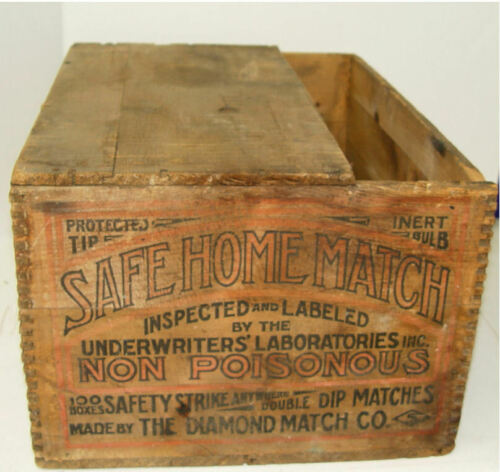 PROTECTED TIP
INERT BULB
SAFE HOME MATCH
INSPECTED AND LABELED
BY THE
UNDERWRITERS' LABORATORIES INC.
NON POISONOUS
100 BOXES SAFETY STRIKE ANYWHERE DOUBLE DIP MATCHES
MADE BY THE DIAMOND MATCH CO.